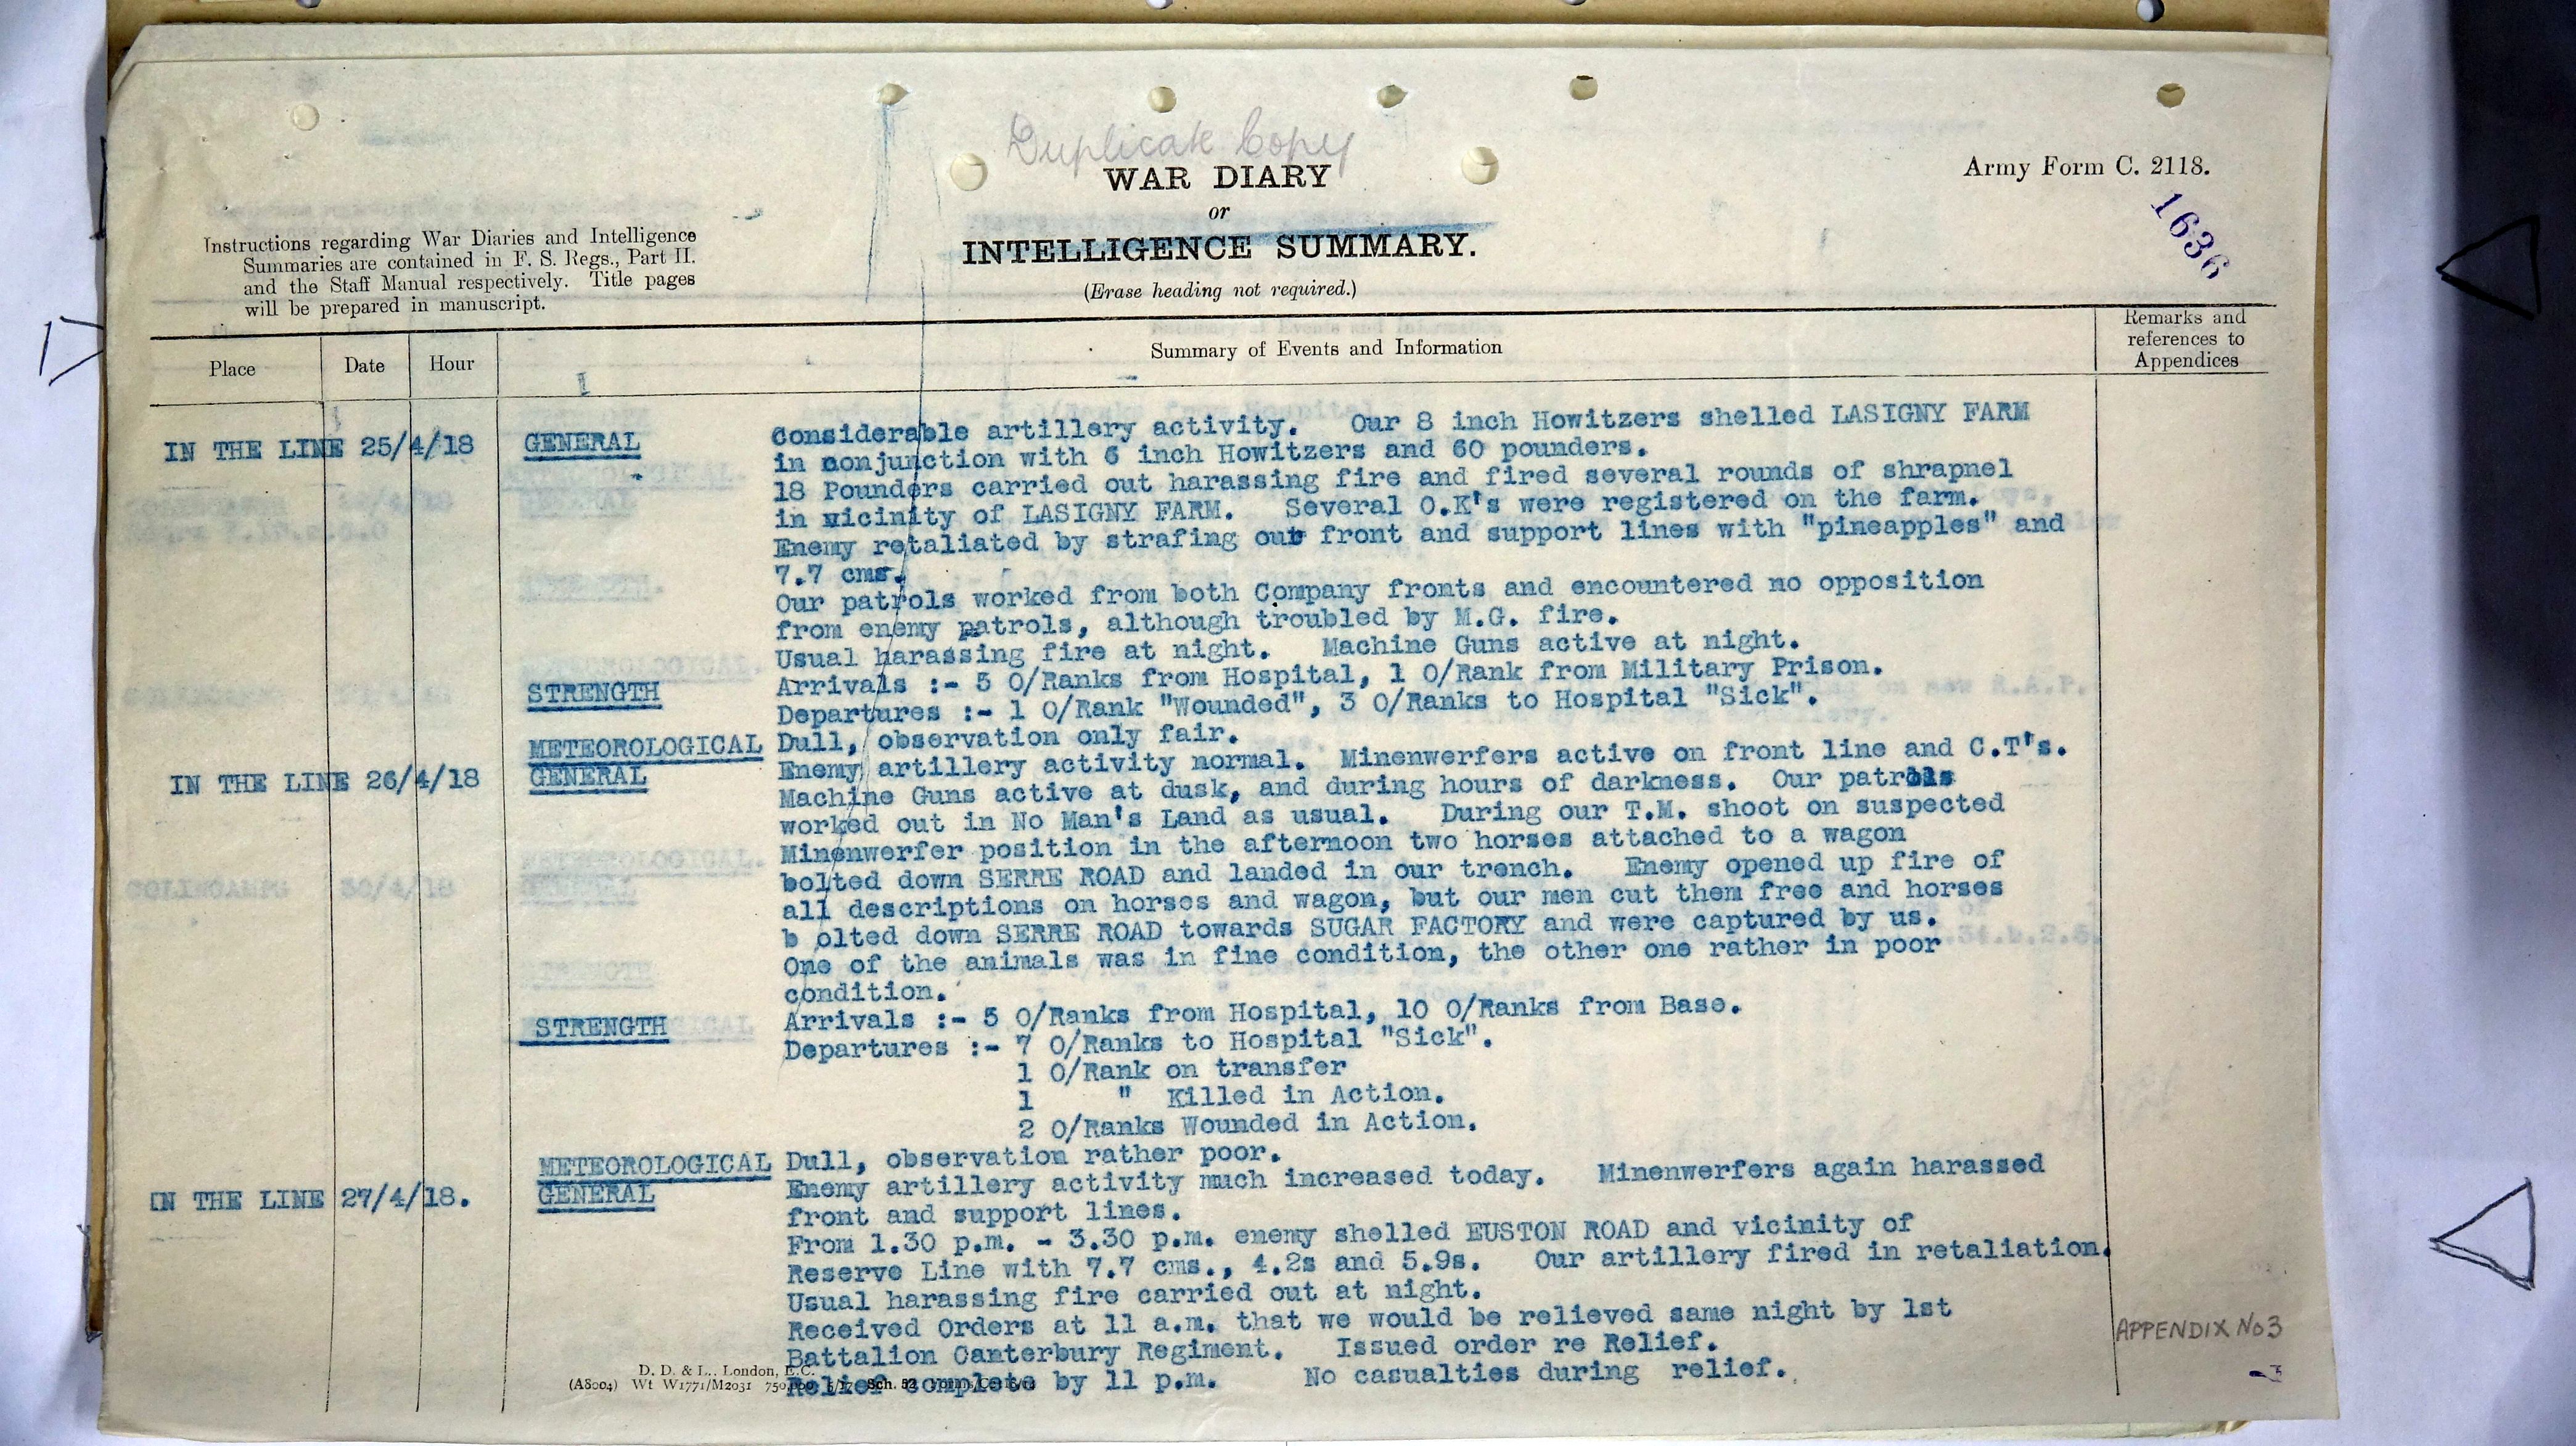 Duplicate Copy
WAR DIARY
or
INTELLIGENCE SUMMARY.
(Erase heading not required.)
Army Form C. 2118.
1636
Instructions regarding War Diaries and Intelligence
Summaries are contained in F. S. Regs., Part II.
and the Staff Manual respectively. Title pages
will be prepared in manuscript.
Place Date Hour Summary of Events and Information Remarks and
references to
Appendices
IN THE LINE 25/4/18 GENERAL Considerable artillery activity. Our 8 inch Howitzers shelled LASIGNY FARM
in conjunction with 6 inch Howitzers and 60 pounders.
18 Pounders carried out harassing fire and fired several rounds of shrapnel
in vicinity of LASIGNY FARM. Several O.K's were registered on the farm.
Enemy retaliated by strafing our front and support lines with "pineapples" and
7.7 cms.
Our patrols worked from both Company fronts and encountered no opposition
from enemy patrols, although troubled by M.G. fire.
Usual harassing fire at night. Machine Guns active at night.
STRENGTH Arrivals :- 5 O/Ranks from Hospital, 1 O/Rank from Military Prison.
Departures :- 1 O/Rank "Wounded", 3 O/Ranks to Hospital "Sick".
METEOROLOGICAL Dull, observation only fair.
IN THE LINE 26/4/18 GENERAL Enemy artillery activity normal. Minenwerfers active on front line and C.T's.
Machine Guns active at dusk, and during hours of darkness. Our patrols
worked out in No Man's Land as usual. During our T.M. shoot on suspected
Minenwerfer position in the afternoon two horses attached to a wagon
bolted down SERRE ROAD and landed in our trench. Enemy opened up fire of
all descriptions on horses and wagon, but our men cut them free and horses
b olted down SERRE ROAD towards SUGAR FACTORY and were captured by us.
One of the animals was in fine condition, the other one rather in poor
condition.
STRENGTH Arrivals :- 5 O/Ranks from Hospital, 10 O/Ranks from Base.
Departures :- 7 O/Ranks to Hospital "Sick".
1 O/Rank on transfer
1 " Killed in Action.
2 O/Ranks Wounded in Action.
METEOROLOGICAL Dull, observation rather poor.
IN THE LINE 27/4/18. GENERAL Enemy artillery activity much increased today. Minenwerfers again harassed
front and support lines.
From 1.30 p.m. - 3.30 p.m. enemy shelled EUSTON ROAD and vicinity of
Reserve Line with 7.7 cms., 4.2s and 5.9s. Our artillery fired in retaliation.
Usual harassing fire carried out at night.
Received Orders at 11 a.m. that we would be relieved same night by 1st
Battalion Canterbury Regiment. Issued order re Relief.
APPENDIX No 3
Relief complete by 11 p.m. No casualties during relief.
D. D. & L., London, E.C.
(A8004) Wt W1771/M2031 750,000 5/17 Sch. 52